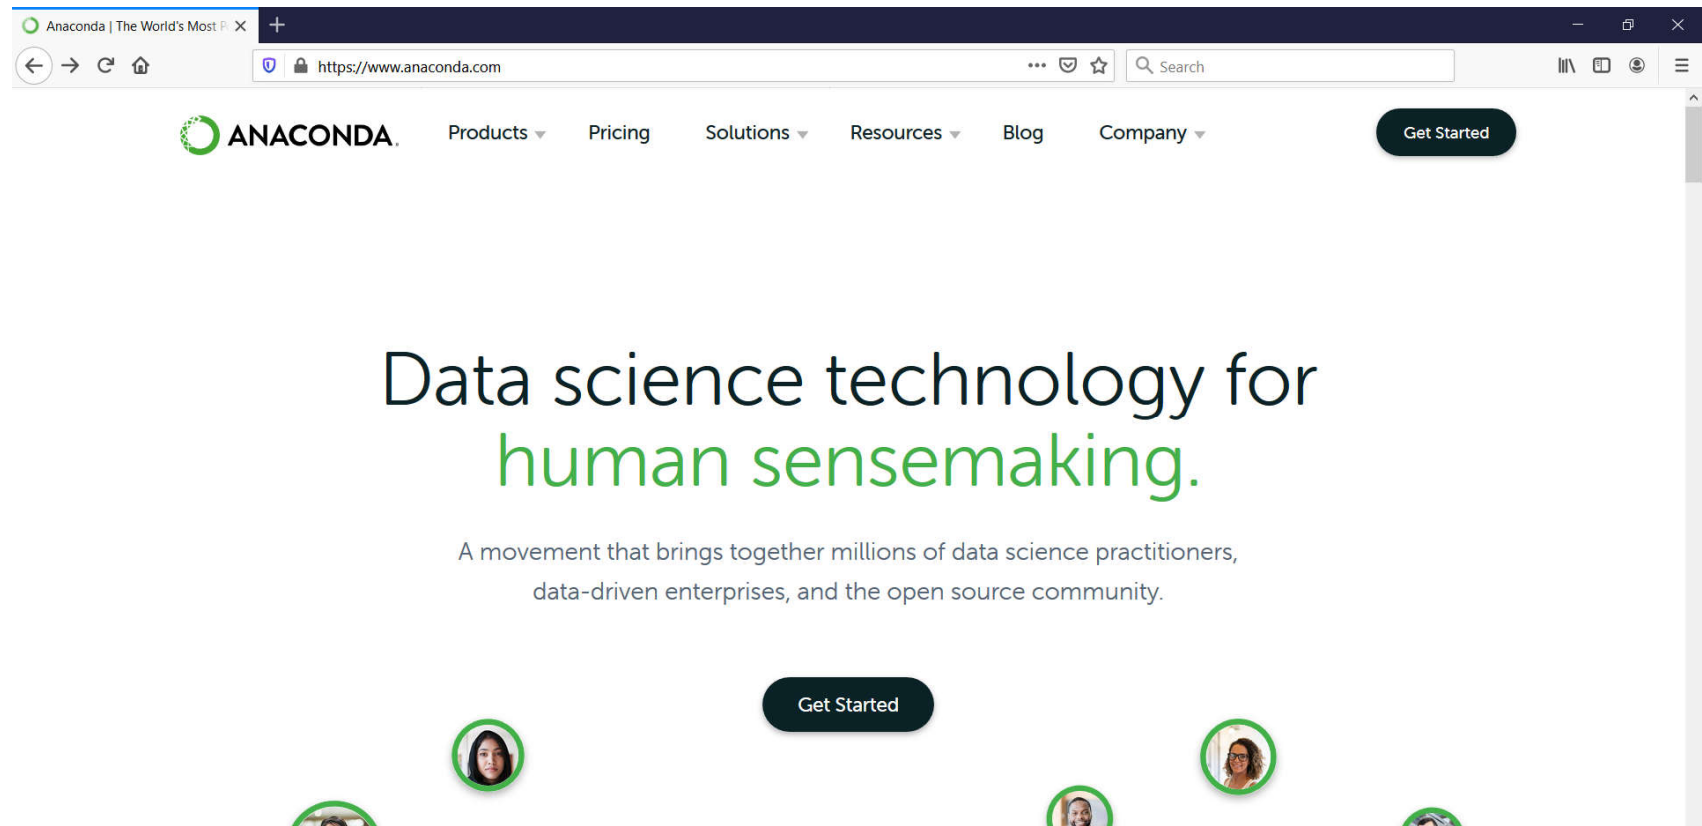 Anaconda | The World's Most P
https://www.anaconda.com
Search
ANACONDA.
Products
Pricing
Solutions
Resources
Blog
Company
Get Started
Data science technology for
human sensemaking.
A movement that brings together millions of data science practitioners,
data-driven enterprises, and the open source community.
Get Started